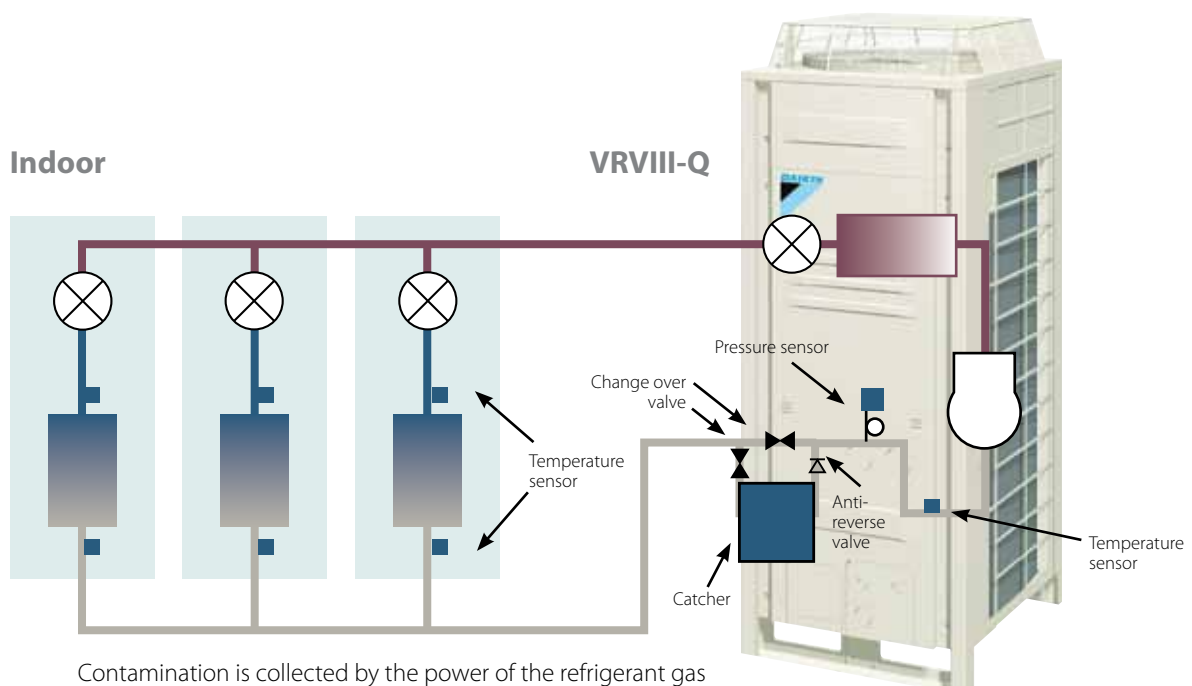 Indoor
VRVIII-Q
DAIKIN
Pressure sensor
Change over
valve
Temperature
sensor
Anti-
reverse
valve
Temperature
sensor
Catcher
Contamination is collected by the power of the refrigerant gas